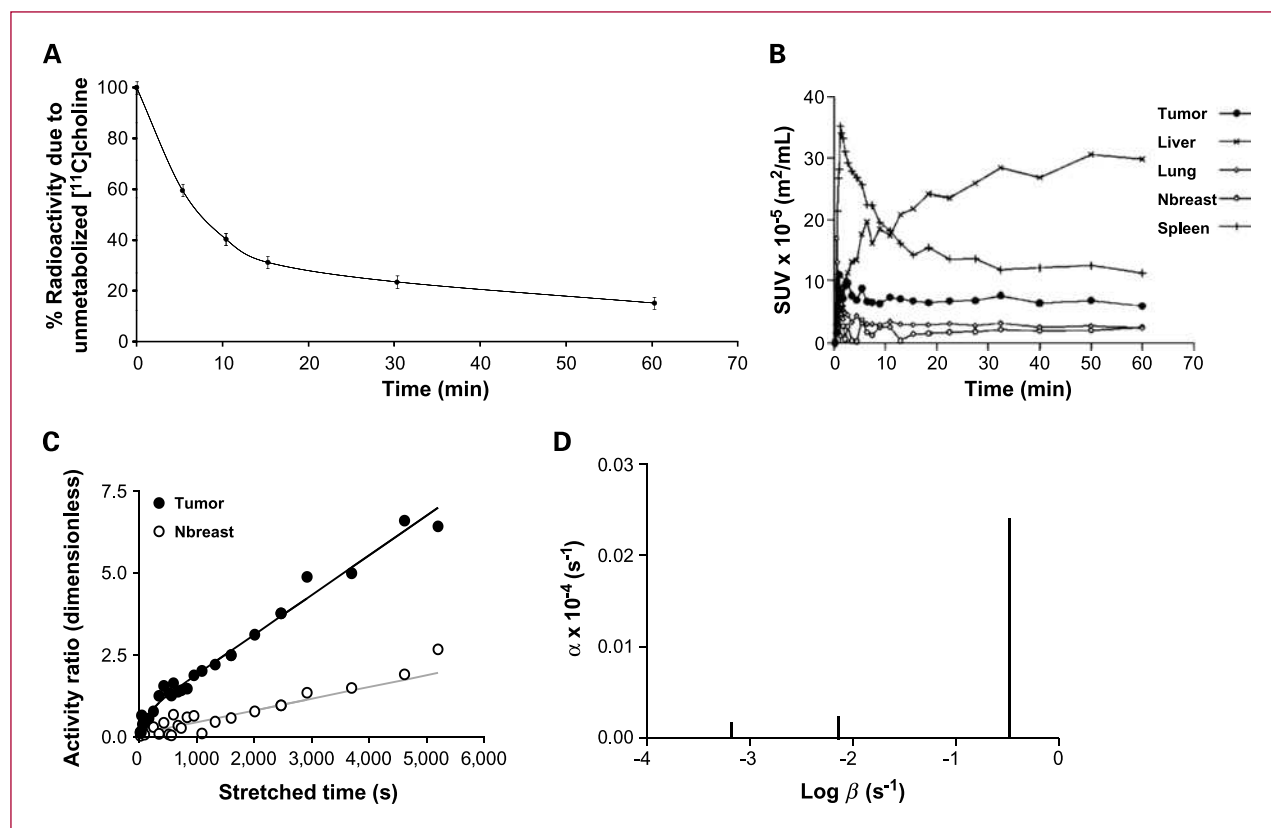 A
% Radioactivity due to
unmetabolized [¹¹C]choline
100
80
60
40
20
0
0 10 20 30 40 50 60 70
Time (min)
B
SUV x 10⁻⁵ (m²/mL)
40
30
20
10
0
0 10 20 30 40 50 60 70
Time (min)
Tumor
Liver
Lung
Nbreast
Spleen
C
Activity ratio (dimensionless)
7.5
5.0
2.5
0.0
0 1,000 2,000 3,000 4,000 5,000 6,000
Stretched time (s)
Tumor
Nbreast
D
α x 10⁻⁴ (s⁻¹)
0.03
0.02
0.01
0.00
-4 -3 -2 -1 0
Log β (s⁻¹)